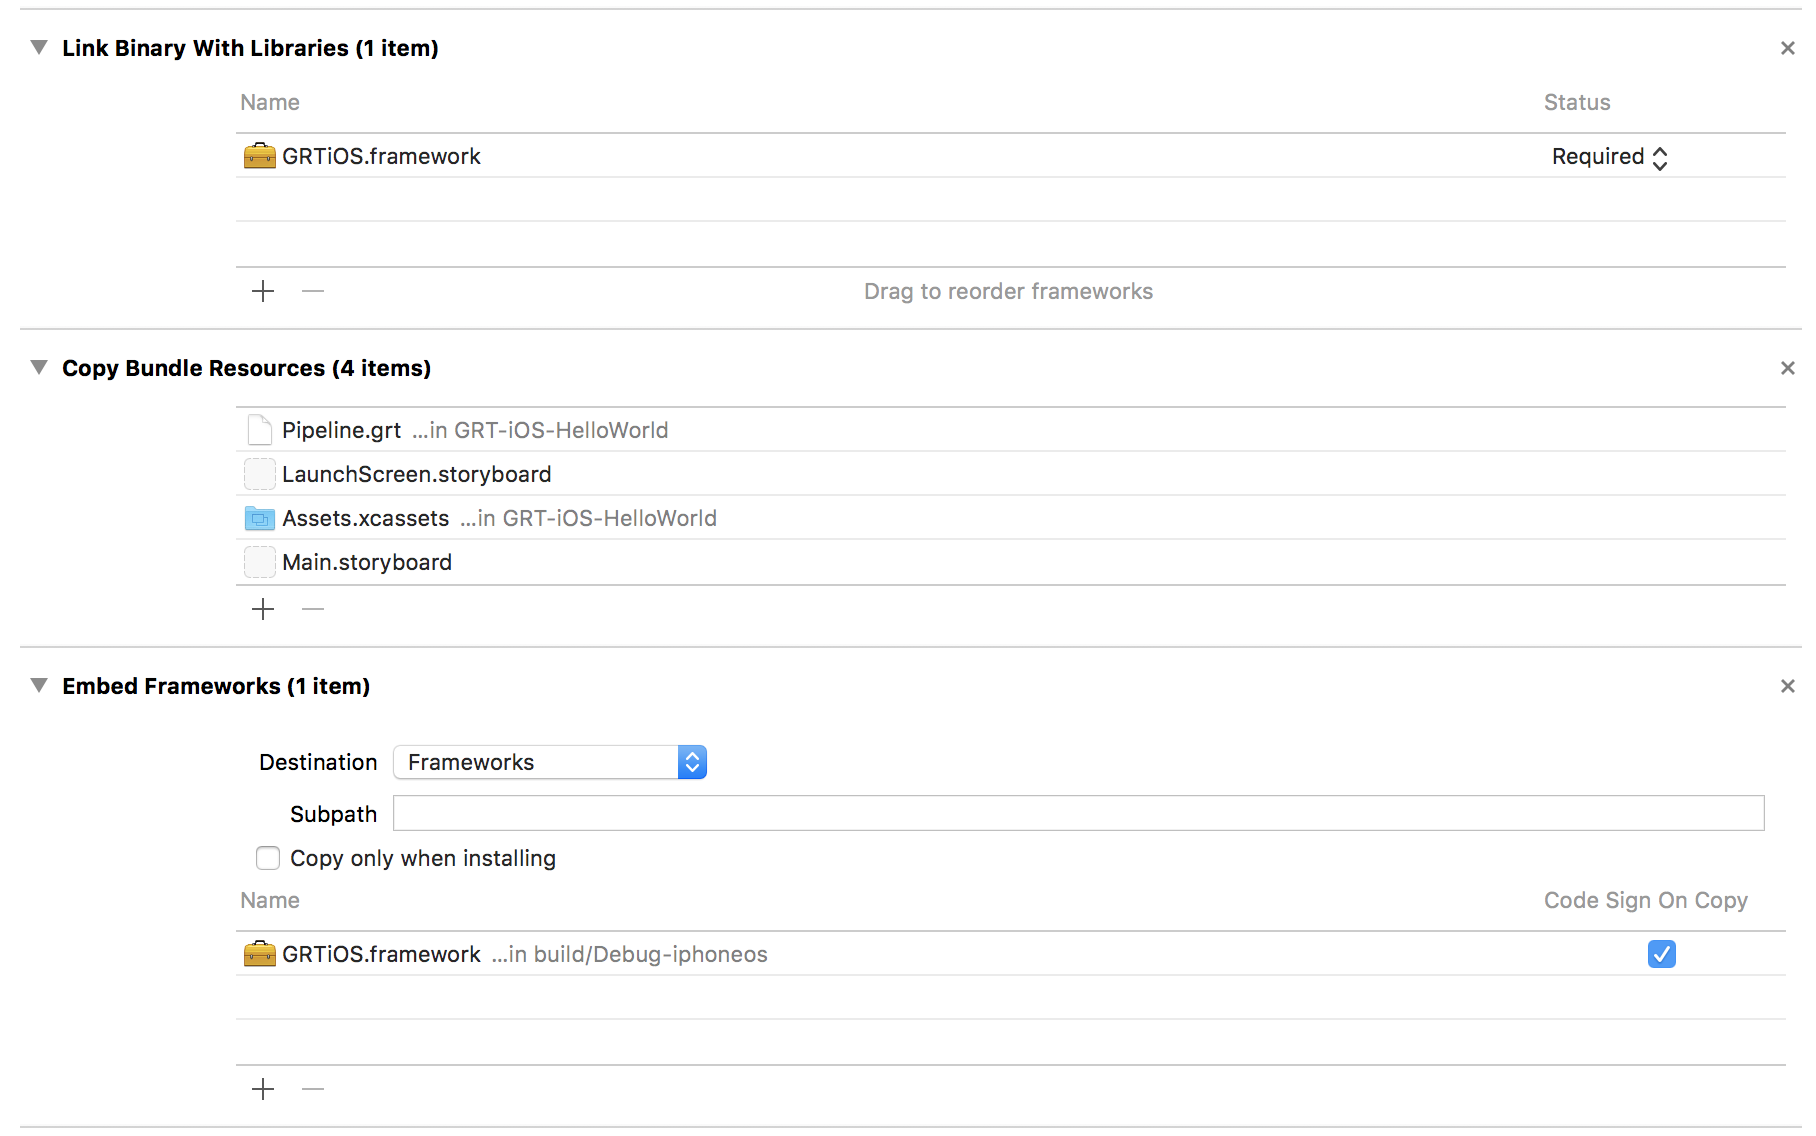 Link Binary With Libraries (1 item)
Name Status
GRTiOS.framework Required
Drag to reorder frameworks
Copy Bundle Resources (4 items)
Pipeline.grt ...in GRT-iOS-HelloWorld
LaunchScreen.storyboard
Assets.xcassets ...in GRT-iOS-HelloWorld
Main.storyboard
Embed Frameworks (1 item)
Destination Frameworks
Subpath
Copy only when installing
Name Code Sign On Copy
GRTiOS.framework ...in build/Debug-iphoneos